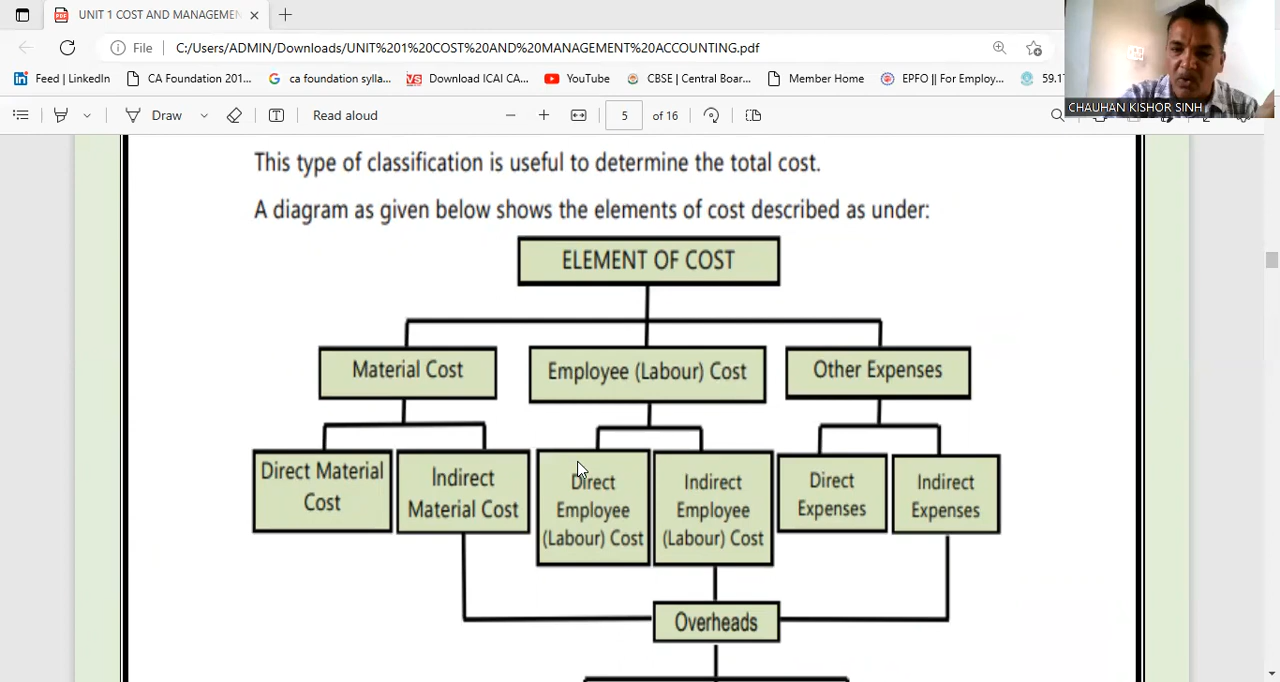 UNIT 1 COST AND MANAGEMEN
File
C:/Users/ADMIN/Downloads/UNIT%201%20COST%20AND%20MANAGEMENT%20ACCOUNTING.pdf
Feed | LinkedIn
CA Foundation 201...
ca foundation sylla...
Download ICAI CA...
YouTube
CBSE | Central Boar...
Member Home
EPFO || For Employ...
59.1
CHAUHAN KISHOR SINH
Draw
Read aloud
5
of 16
This type of classification is useful to determine the total cost.
A diagram as given below shows the elements of cost described as under:
ELEMENT OF COST
Material Cost
Employee (Labour) Cost
Other Expenses
Direct Material
Cost
Indirect
Material Cost
Direct
Employee
(Labour) Cost
Indirect
Employee
(Labour) Cost
Direct
Expenses
Indirect
Expenses
Overheads